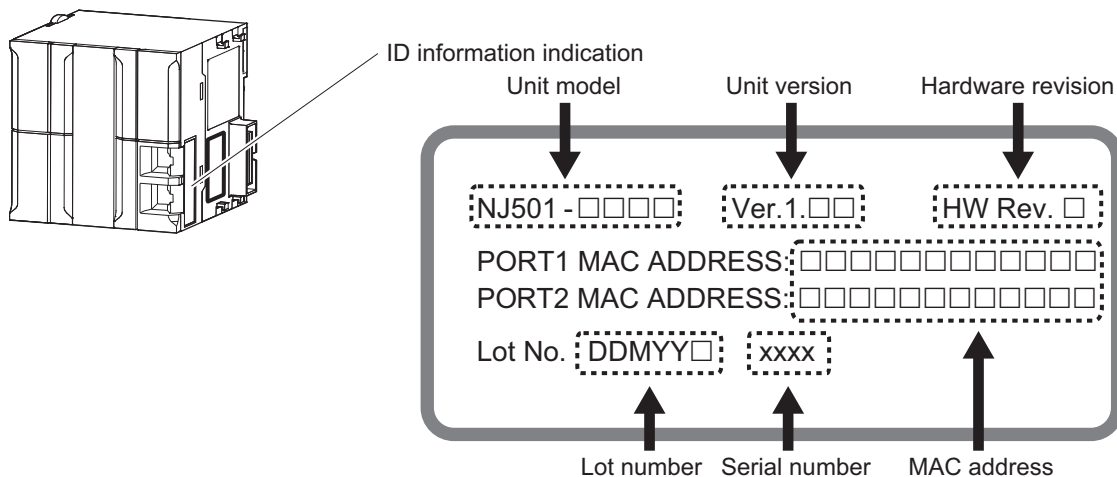 ID information indication
Unit model Unit version Hardware revision
NJ501 - □□□□ Ver.1.□□ HW Rev. □
PORT1 MAC ADDRESS: □□□□□□□□□□□□
PORT2 MAC ADDRESS: □□□□□□□□□□□□
Lot No. DDMYY□ xxxx
Lot number Serial number MAC address